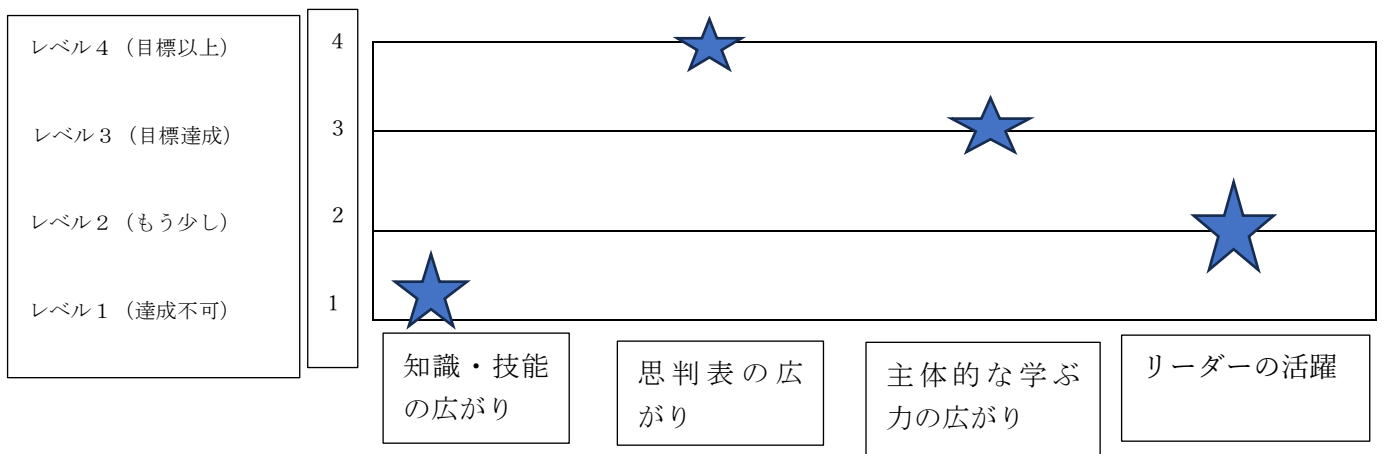 レベル４（目標以上）
レベル３（目標達成）
レベル２（もう少し）
レベル１（達成不可）
4
3
2
1
知識・技能
の広がり
思判表の広
がり
主体的な学ぶ
力の広がり
リーダーの活躍